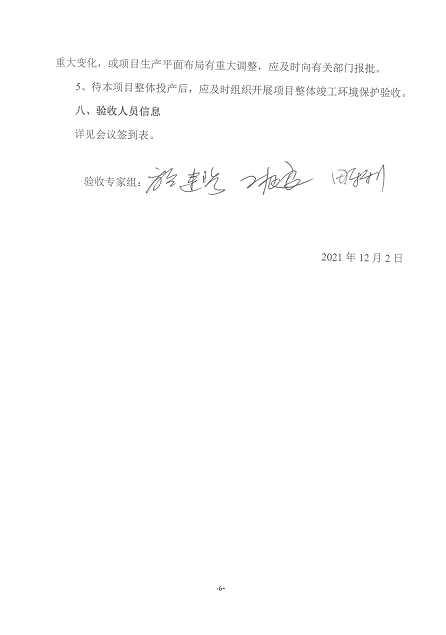 重大变化，或项目生产平面布局有重大调整，应及时向有关部门报批。
5、待本项目整体投产后，应及时组织开展项目整体竣工环境保护验收。
八、验收人员信息
详见会议签到表。
验收专家组：
2021 年 12 月 2 日
-6-